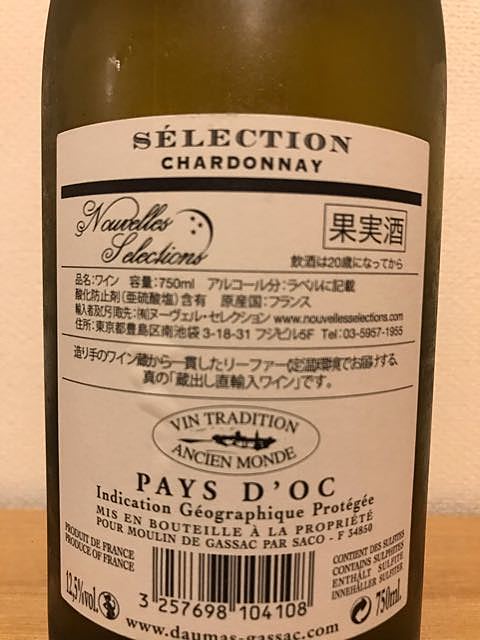 SÉLECTION
CHARDONNAY
Nouvelles Selections
果実酒
飲酒は20歳になってから
品名:ワイン 容量:750ml アルコール分:ラベルに記載
酸化防止剤(亜硫酸塩)含有 原産国:フランス
輸入者及び引取先:(有)ヌーヴェル・セレクション www.nouvellesselections.com
住所:東京都豊島区南池袋3-18-31 フジビル5F Tel:03-5957-1955
造り手のワイン蔵から一貫したリーファー(定温)環境でお届けする、
真の「蔵出し直輸入ワイン」です。
VIN TRADITION
ANCIEN MONDE
PAYS D'OC
Indication Géographique Protégée
MIS EN BOUTEILLE À LA PROPRIÉTÉ
POUR MOULIN DE GASSAC PAR SACO - F 34850
PRODUIT DE FRANCE
PRODUCE OF FRANCE
12,5%vol.
CONTIENT DES SULFITES
CONTAINS SULPHITES
ENTHÄLT SULFITE
INNEHÅLLER SULFITER
750ml.
3 257698 104108
www.daumas-gassac.com